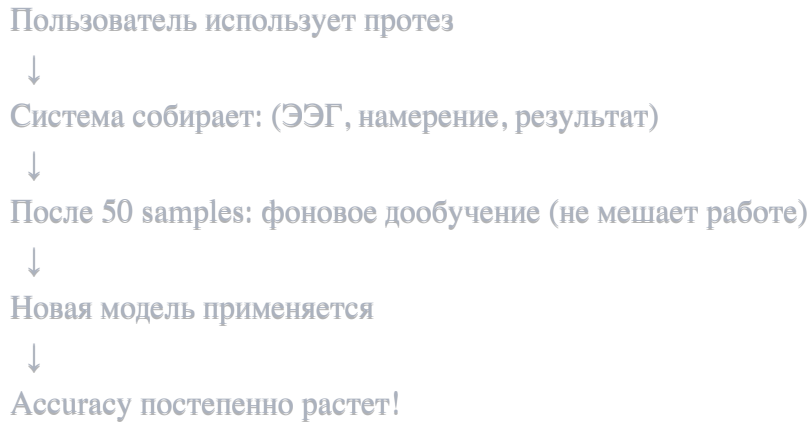 Пользователь использует протез
↓
Система собирает: (ЭЭГ, намерение, результат)
↓
После 50 samples: фоновое дообучение (не мешает работе)
↓
Новая модель применяется
↓
Accuracy постепенно растет!